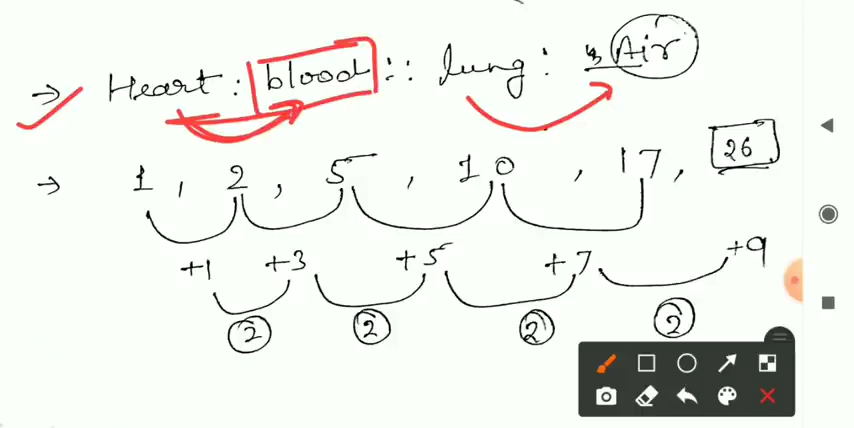 → Heart : blood :: lung : Air
→ 1 , 2 , 5 , 10 , 17 , 26
+1 +3 +5 +7 +9
2 2 2 2